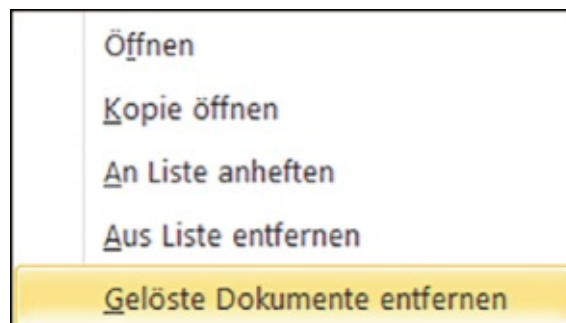 Öffnen
Kopie öffnen
An Liste anheften
Aus Liste entfernen
Gelöste Dokumente entfernen